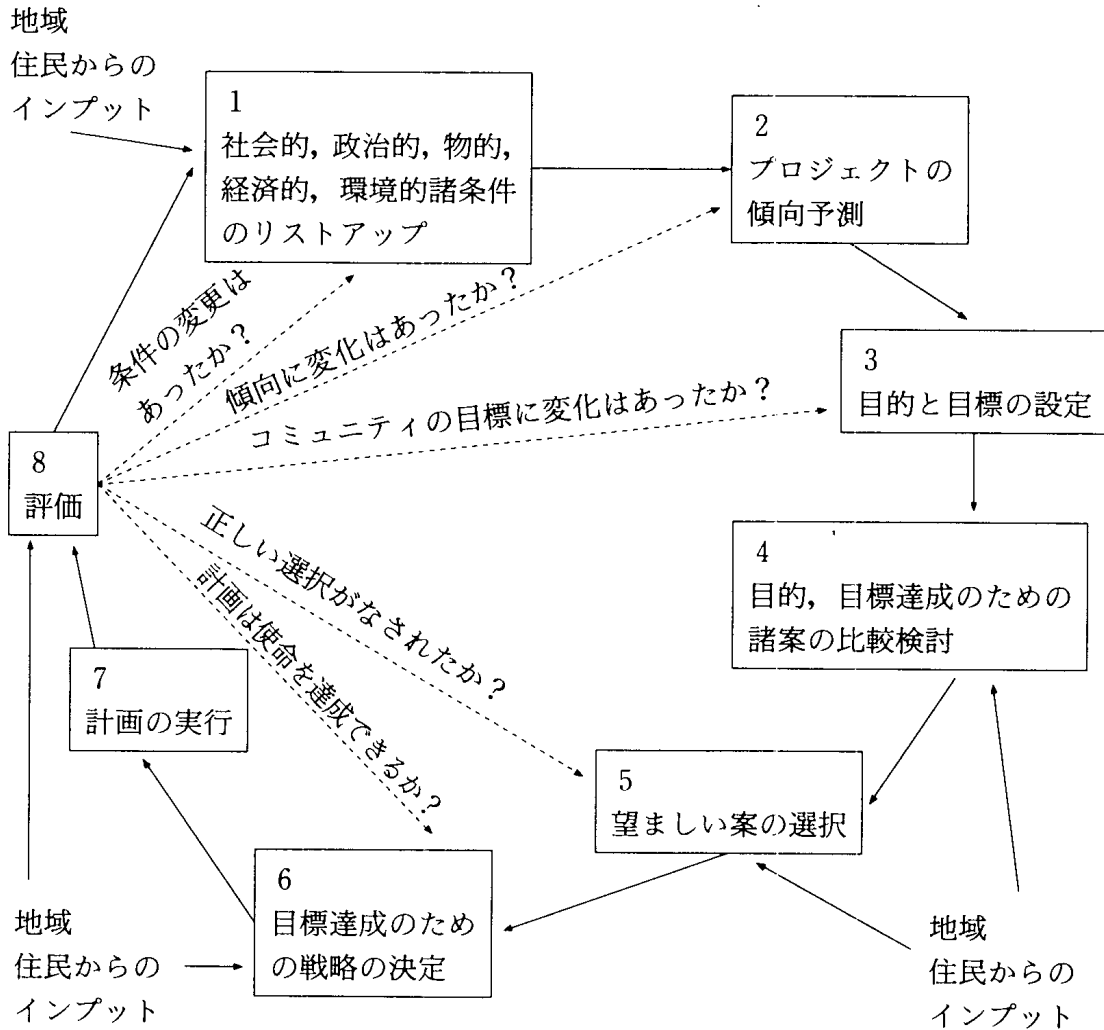 地域
住民からの
インプット
1
社会的，政治的，物的，
経済的，環境的諸条件
のリストアップ
2
プロジェクトの
傾向予測
条件の変更は
あったか？
傾向に変化はあったか？
コミュニティの目標に変化はあったか？
3
目的と目標の設定
8
評価
正しい選択がなされたか？
計画は使命を達成できるか？
4
目的，目標達成のための
諸案の比較検討
7
計画の実行
5
望ましい案の選択
6
目標達成のため
の戦略の決定
地域
住民からの
インプット
地域
住民からの
インプット